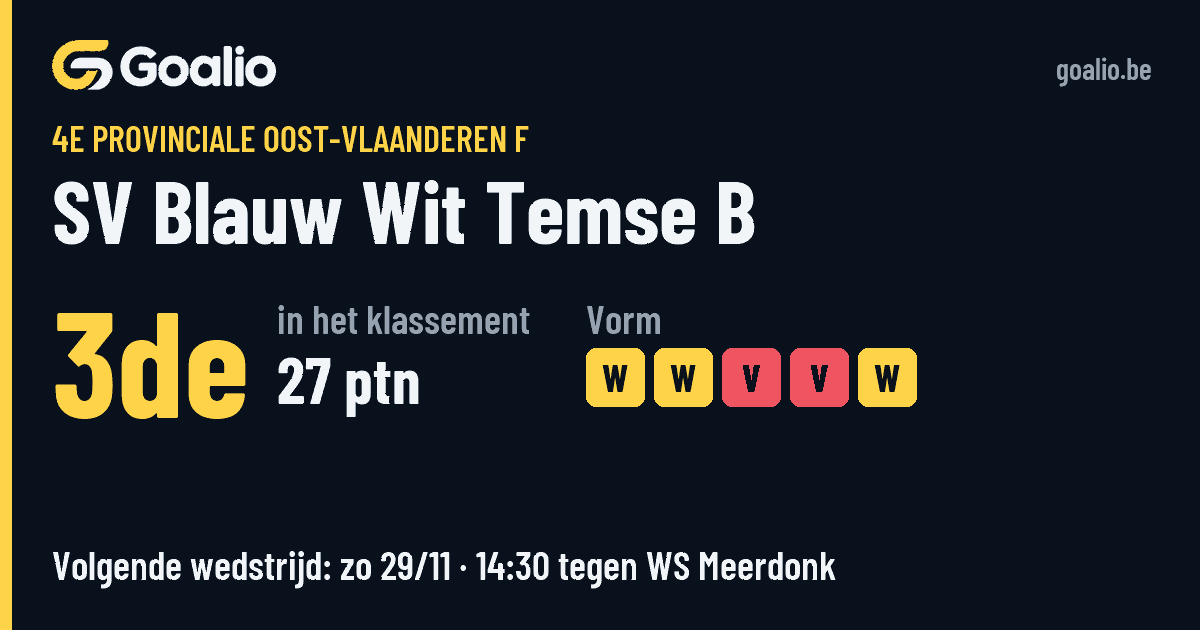 Goalio
goalio.be
4E PROVINCIALE OOST-VLAANDEREN F
SV Blauw Wit Temse B
3de
in het klassement
27 ptn
Vorm
W W V V W
Volgende wedstrijd: zo 29/11 · 14:30 tegen WS Meerdonk